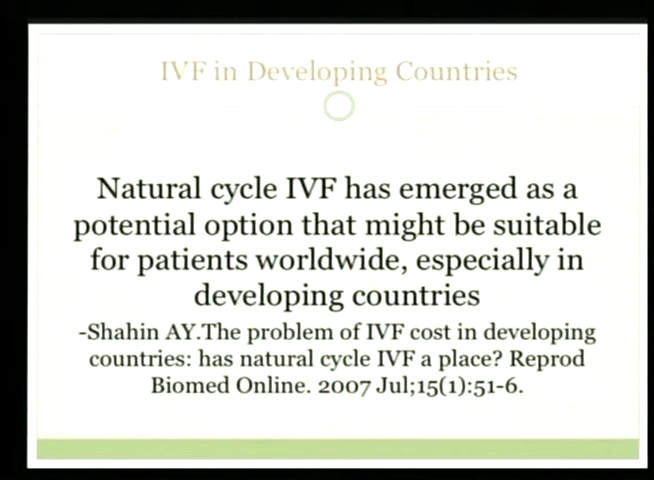 IVF in Developing Countries
Natural cycle IVF has emerged as a
potential option that might be suitable
for patients worldwide, especially in
developing countries
-Shahin AY.The problem of IVF cost in developing
countries: has natural cycle IVF a place? Reprod
Biomed Online. 2007 Jul;15(1):51-6.